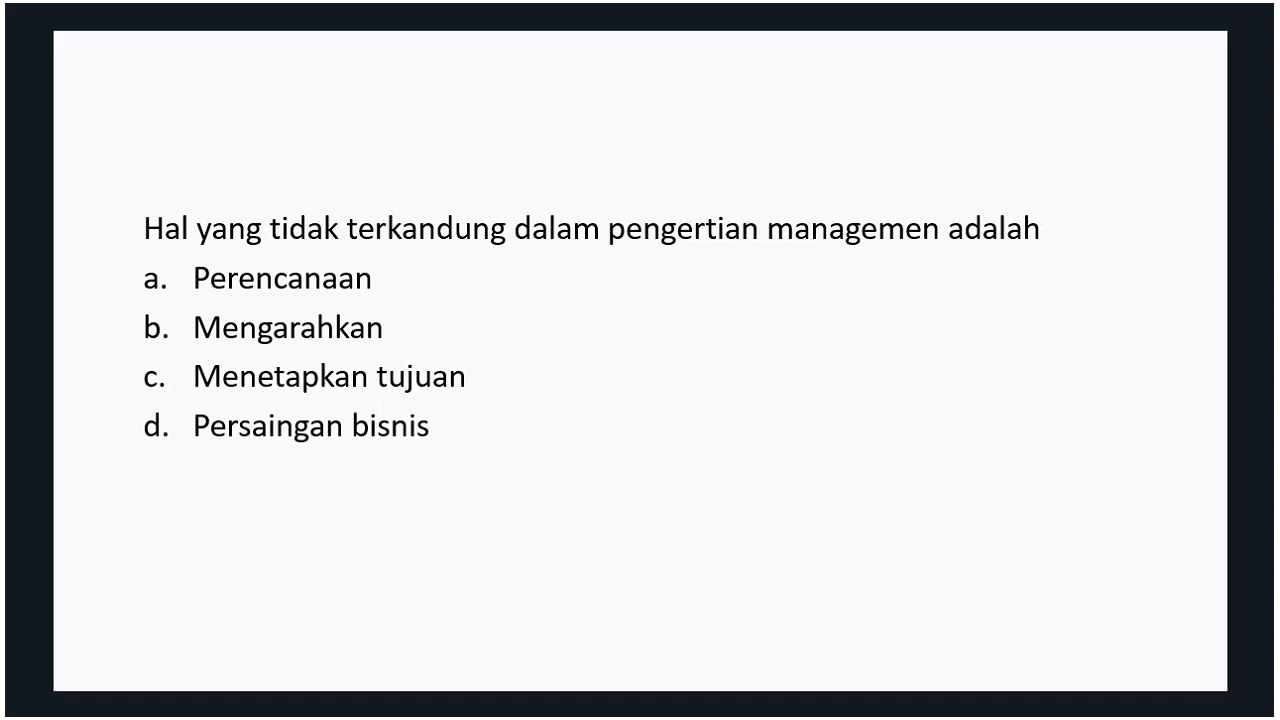 Hal yang tidak terkandung dalam pengertian managemen adalah
a. Perencanaan
b. Mengarahkan
c. Menetapkan tujuan
d. Persaingan bisnis